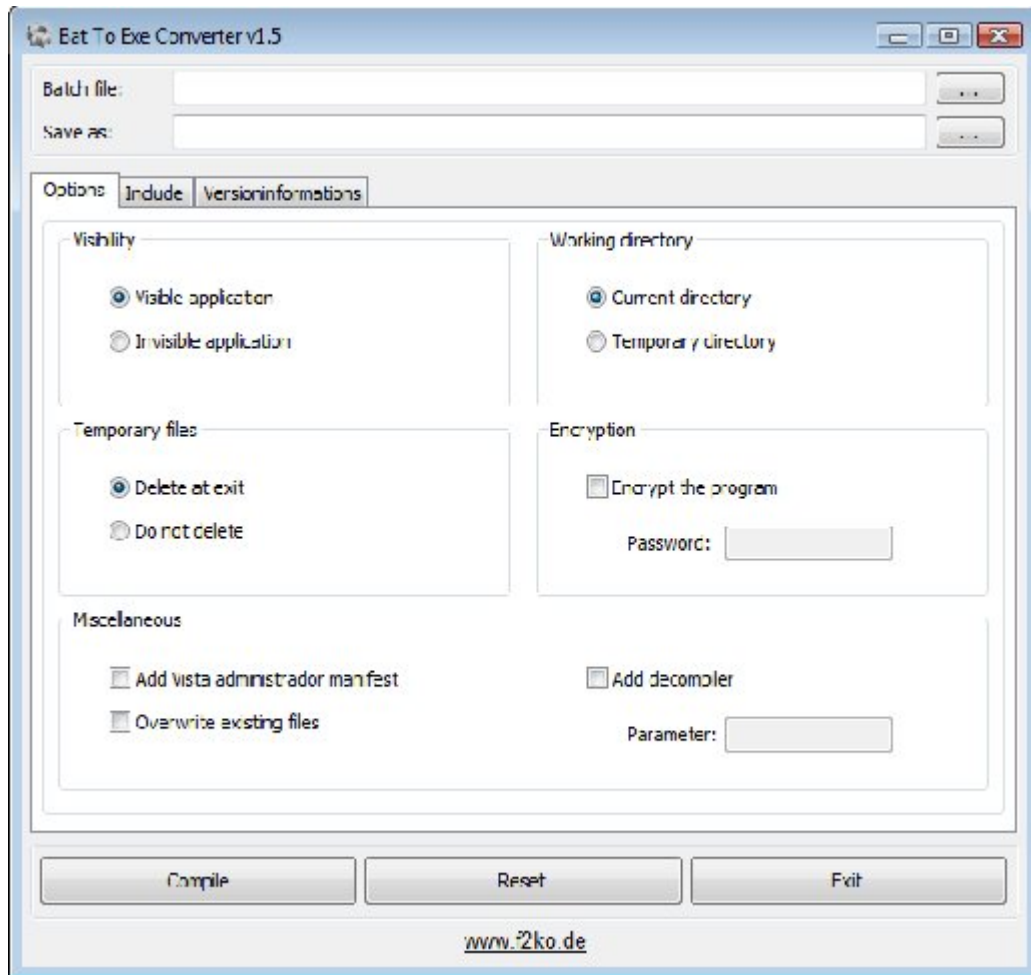 Bat To Exe Converter v1.5
Batch file:
...
Save as:
...
Options Include Versioninformations
Visibility
Working directory
Visible application
Current directory
Invisible application
Temporary directory
Temporary files
Encryption
Delete at exit
Encrypt the program
Do not delete
Password:
Miscellaneous
Add Vista administrador manifest
Add decompiler
Overwrite existing files
Parameter:
Compile Reset Exit
www.f2ko.de